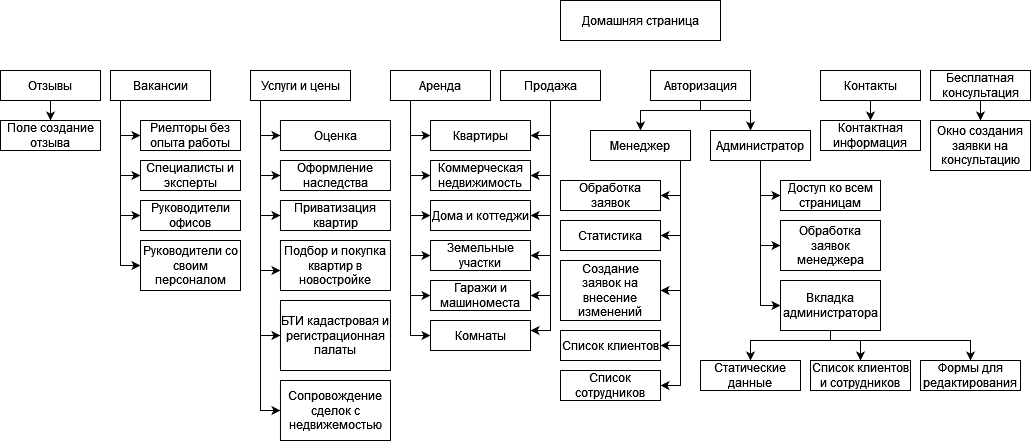 Домашняя страница
Отзывы
Вакансии
Услуги и цены
Аренда
Продажа
Авторизация
Контакты
Бесплатная
консультация
Поле создание
отзыва
Риелторы без
опыта работы
Специалисты и
эксперты
Руководители
офисов
Руководители со
своим
персоналом
Оценка
Оформление
наследства
Приватизация
квартир
Подбор и покупка
квартир в
новостройке
БТИ кадастровая и
регистрационная
палаты
Сопровождение
сделок с
недвижемостью
Квартиры
Коммерческая
недвижимость
Дома и коттеджи
Земельные
участки
Гаражи и
машиноместа
Комнаты
Менеджер
Администратор
Обработка
заявок
Статистика
Создание
заявок на
внесение
изменений
Список клиентов
Список
сотрудников
Доступ ко всем
страницам
Обработка
заявок
менеджера
Вкладка
администратора
Статические
данные
Список клиентов
и сотрудников
Формы для
редактирования
Контактная
информация
Окно создания
заявки на
консультацию